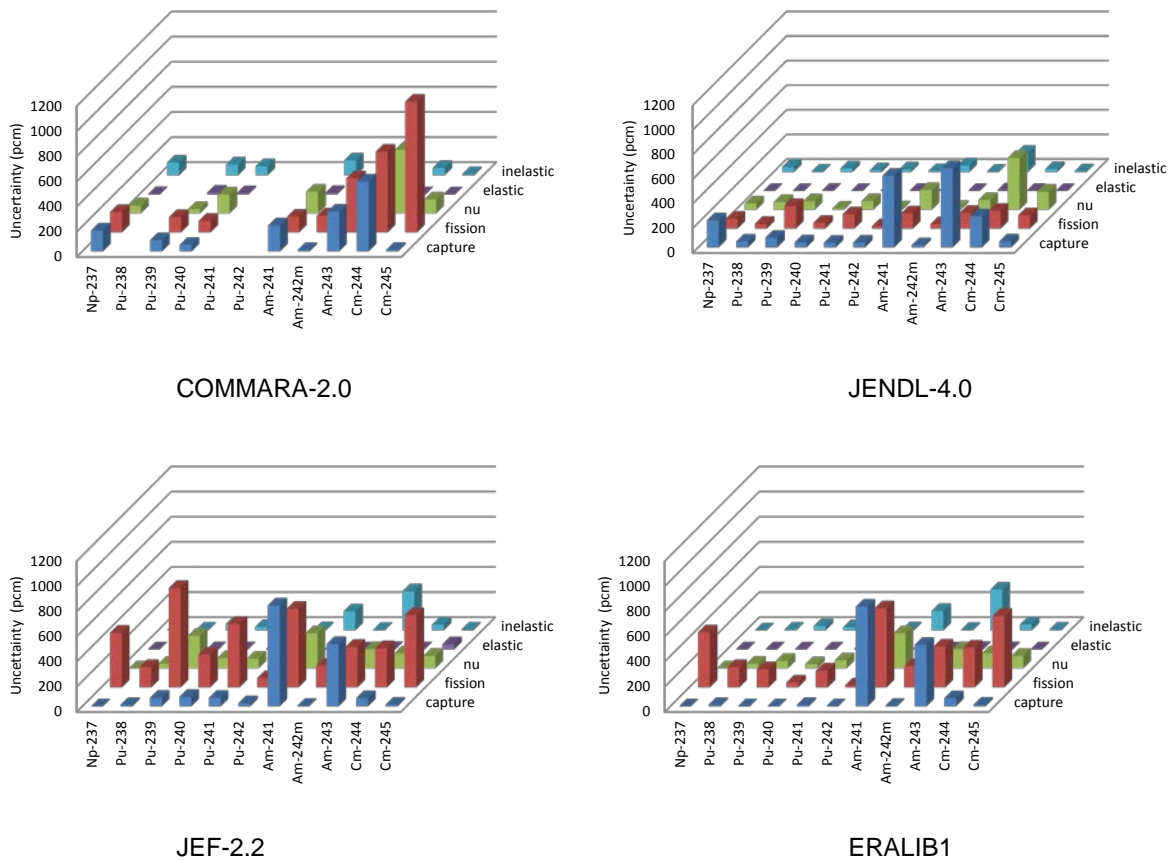 1200
1000
800
600
400
200
0
Uncertainty (pcm)
Np-237
Pu-238
Pu-239
Pu-240
Pu-241
Pu-242
Am-241
Am-242m
Am-243
Cm-244
Cm-245
inelastic
elastic
nu
fission
capture
COMMARA-2.0
1200
1000
800
600
400
200
0
Uncertainty (pcm)
Np-237
Pu-238
Pu-239
Pu-240
Pu-241
Pu-242
Am-241
Am-242m
Am-243
Cm-244
Cm-245
inelastic
elastic
nu
fission
capture
JENDL-4.0
1200
1000
800
600
400
200
0
Uncettainty (pcm)
Np-237
Pu-238
Pu-239
Pu-240
Pu-241
Pu-242
Am-241
Am-242m
Am-243
Cm-244
Cm-245
inelastic
elastic
nu
fission
capture
JEF-2.2
1200
1000
800
600
400
200
0
Uncertainty (pcm)
Np-237
Pu-238
Pu-239
Pu-240
Pu-241
Pu-242
Am-241
Am-242m
Am-243
Cm-244
Cm-245
inelastic
elastic
nu
fission
capture
ERALIB1